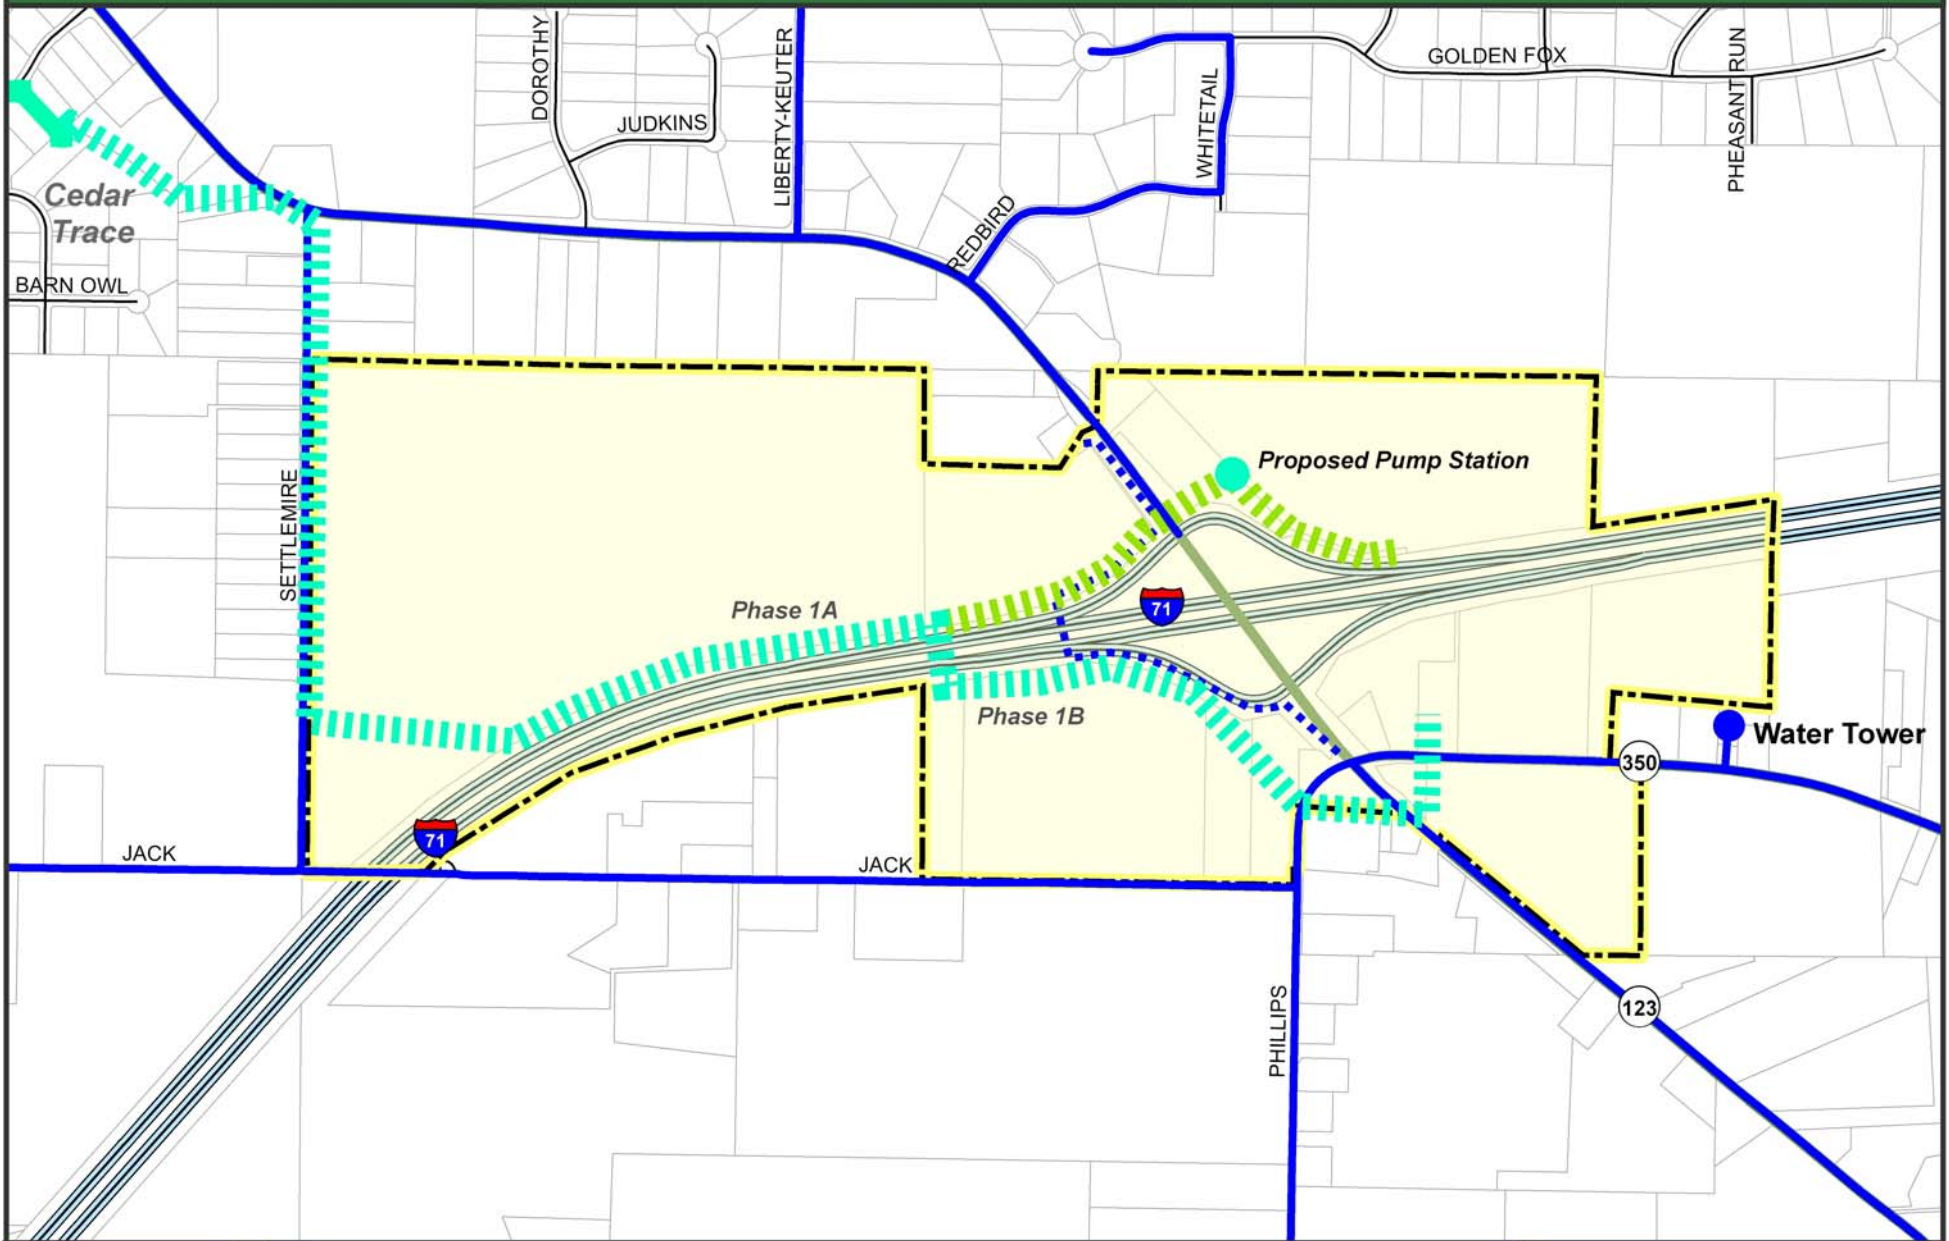 DOROTHY
LIBERTY-KEUTER
GOLDEN FOX
PHEASANT RUN
JUDKINS
WHITETAIL
Cedar
Trace
REDBIRD
BARN OWL
Proposed Pump Station
SETTLEMIRE
Phase 1A
71
Phase 1B
Water Tower
350
71
JACK
JACK
PHILLIPS
123